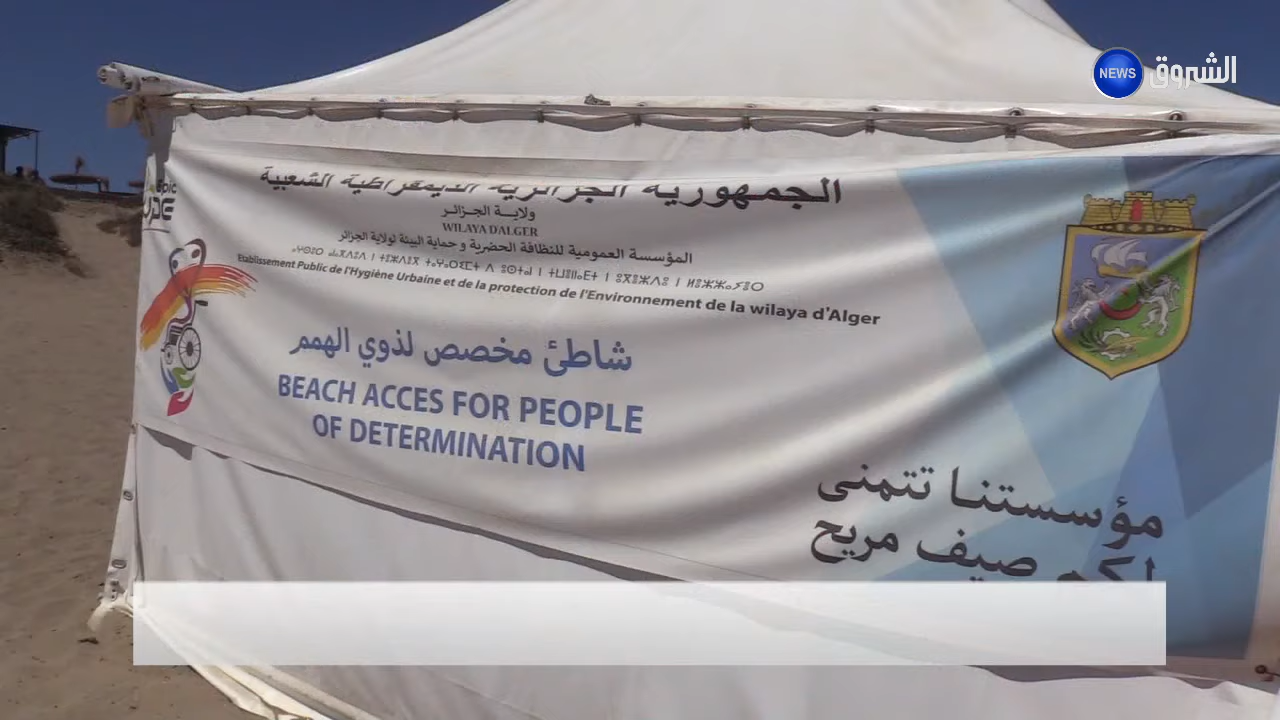 NEWS الشروق
الجمهورية الجزائرية الديمقراطية الشعبية
ولاية الجزائر
WILAYA D'ALGER
المؤسسة العمومية للنظافة الحضرية و حماية البيئة لولاية الجزائر
Etablissement Public de l'Hygiène Urbaine et de la protection de l'Environnement de la wilaya d'Alger
شاطئ مخصص لذوي الهمم
BEACH ACCES FOR PEOPLE
OF DETERMINATION
مؤسستنا تتمنى
لكم صيف مريح